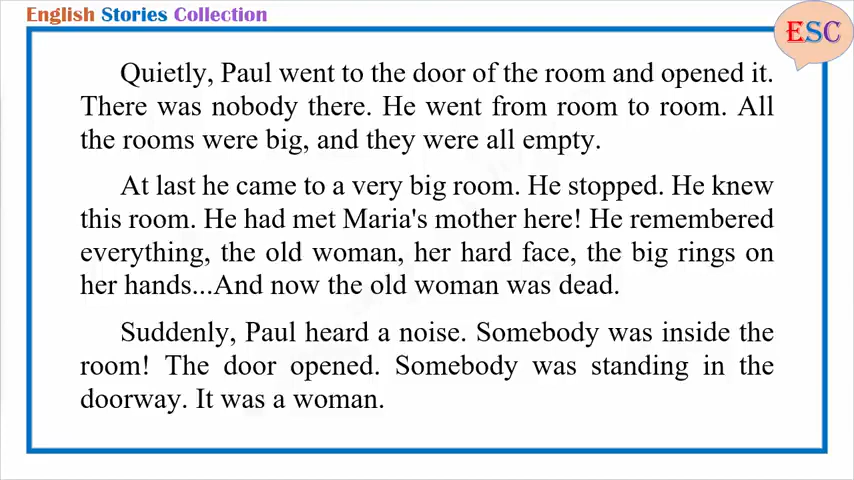 English Stories Collection
ESC
Quietly, Paul went to the door of the room and opened it.
There was nobody there. He went from room to room. All
the rooms were big, and they were all empty.
At last he came to a very big room. He stopped. He knew
this room. He had met Maria's mother here! He remembered
everything, the old woman, her hard face, the big rings on
her hands...And now the old woman was dead.
Suddenly, Paul heard a noise. Somebody was inside the
room! The door opened. Somebody was standing in the
doorway. It was a woman.